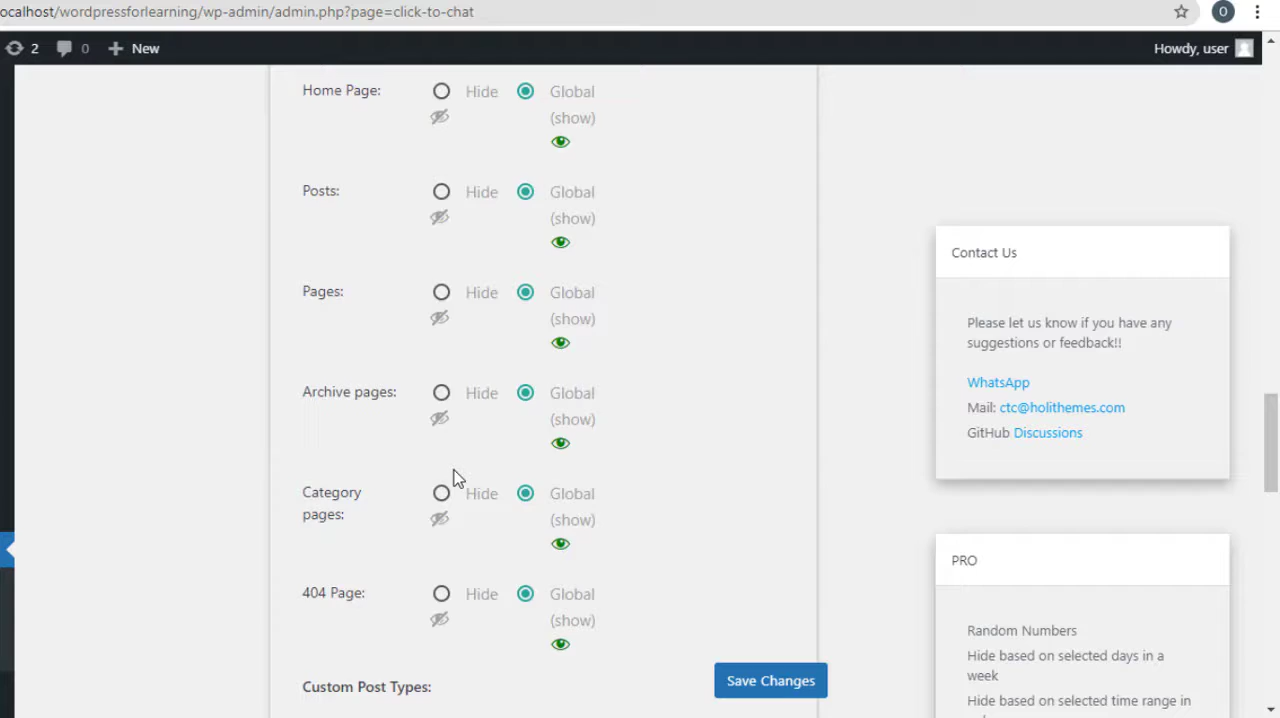 ocalhost/wordpressforlearning/wp-admin/admin.php?page=click-to-chat
O
2 0 New
Howdy, user
Home Page: Hide Global
(show)
Posts: Hide Global
(show)
Pages: Hide Global
(show)
Archive pages: Hide Global
(show)
Category Hide Global
pages: (show)
404 Page: Hide Global
(show)
Custom Post Types:
Save Changes
Contact Us
Please let us know if you have any
suggestions or feedback!!
WhatsApp
Mail: ctc@holithemes.com
GitHub Discussions
PRO
Random Numbers
Hide based on selected days in a
week
Hide based on selected time range in